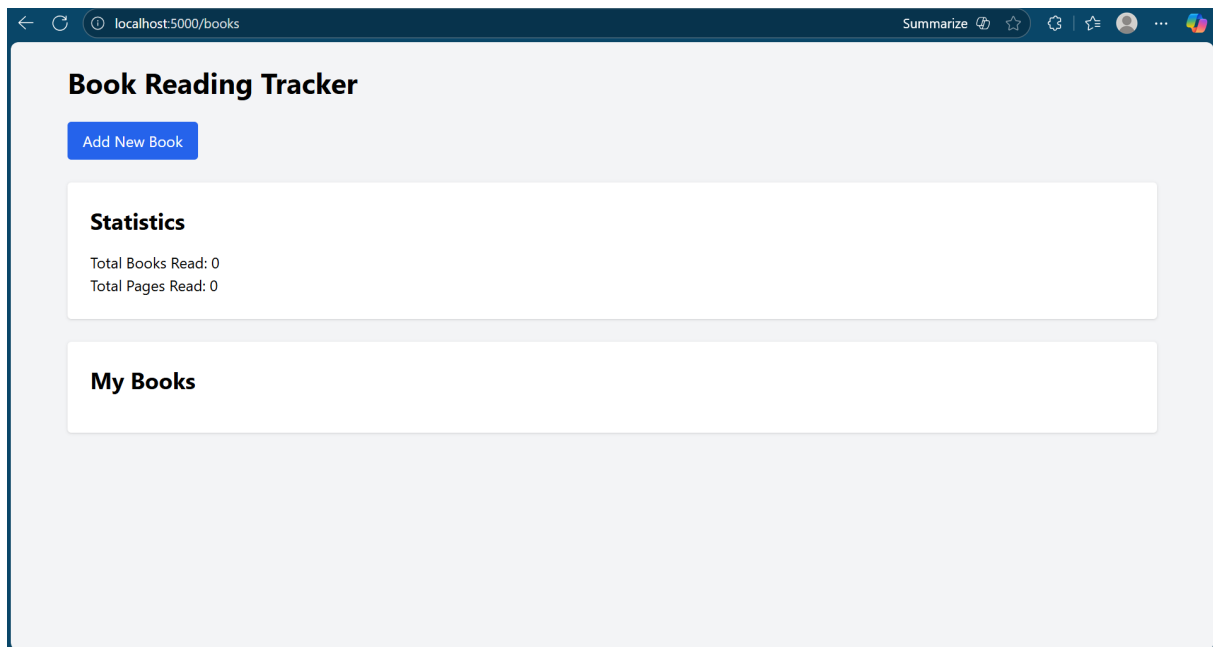 localhost:5000/books
Summarize
Book Reading Tracker
Add New Book
Statistics
Total Books Read: 0
Total Pages Read: 0
My Books